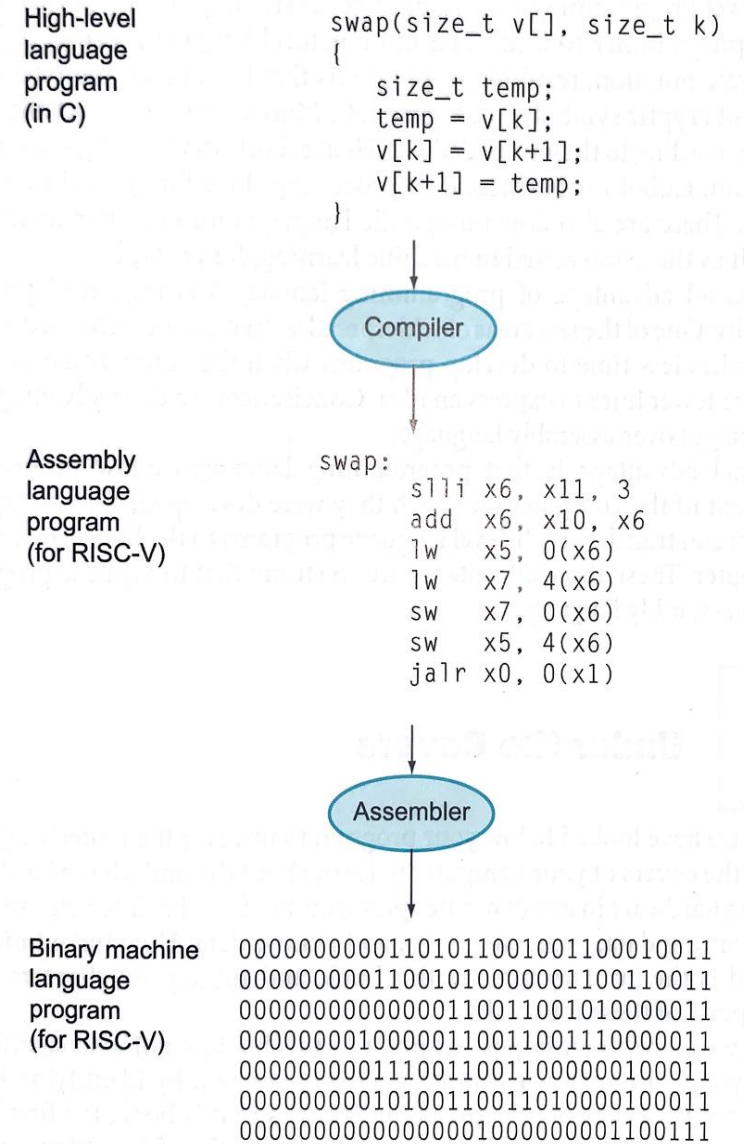 High-level
language
program
(in C)
swap(size_t v[], size_t k)
{
size_t temp;
temp = v[k];
v[k] = v[k+1];
v[k+1] = temp;
}
Compiler
Assembly
language
program
(for RISC-V)
swap:
slli x6, x11, 3
add x6, x10, x6
lw x5, 0(x6)
lw x7, 4(x6)
sw x7, 0(x6)
sw x5, 4(x6)
jalr x0, 0(x1)
Assembler
Binary machine
language
program
(for RISC-V)
00000000001101011001001100010011
00000000011001010000001100110011
00000000000000110011001010000011
00000000100000110011001110000011
00000000011100110011000000100011
00000000010100110011010000100011
00000000000000001000000001100111